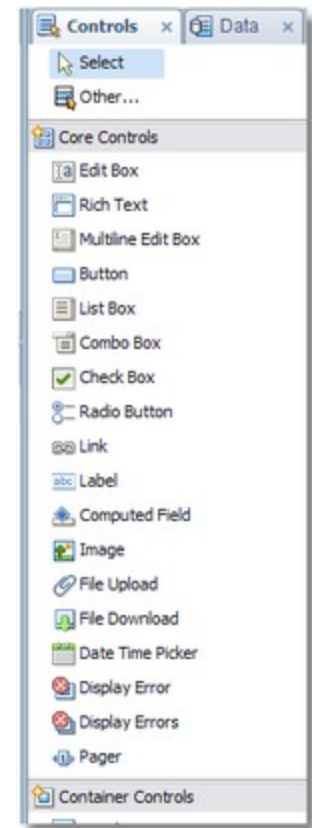 Controls Data
Select
Other...
Core Controls
Edit Box
Rich Text
Multiline Edit Box
Button
List Box
Combo Box
Check Box
Radio Button
Link
abc Label
Computed Field
Image
File Upload
File Download
Date Time Picker
Display Error
Display Errors
Pager
Container Controls